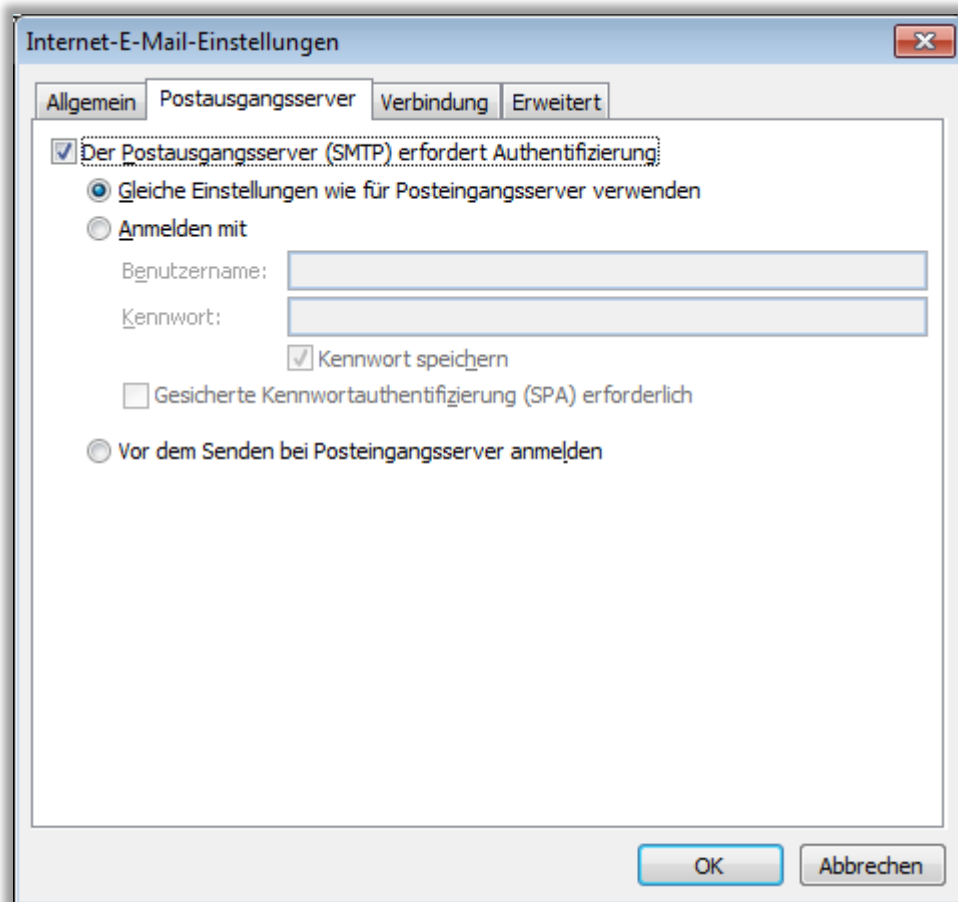 Internet-E-Mail-Einstellungen
Allgemein Postausgangsserver Verbindung Erweitert
Der Postausgangsserver (SMTP) erfordert Authentifizierung
Gleiche Einstellungen wie für Posteingangsserver verwenden
Anmelden mit
Benutzername:
Kennwort:
Kennwort speichern
Gesicherte Kennwortauthentifizierung (SPA) erforderlich
Vor dem Senden bei Posteingangsserver anmelden
OK Abbrechen